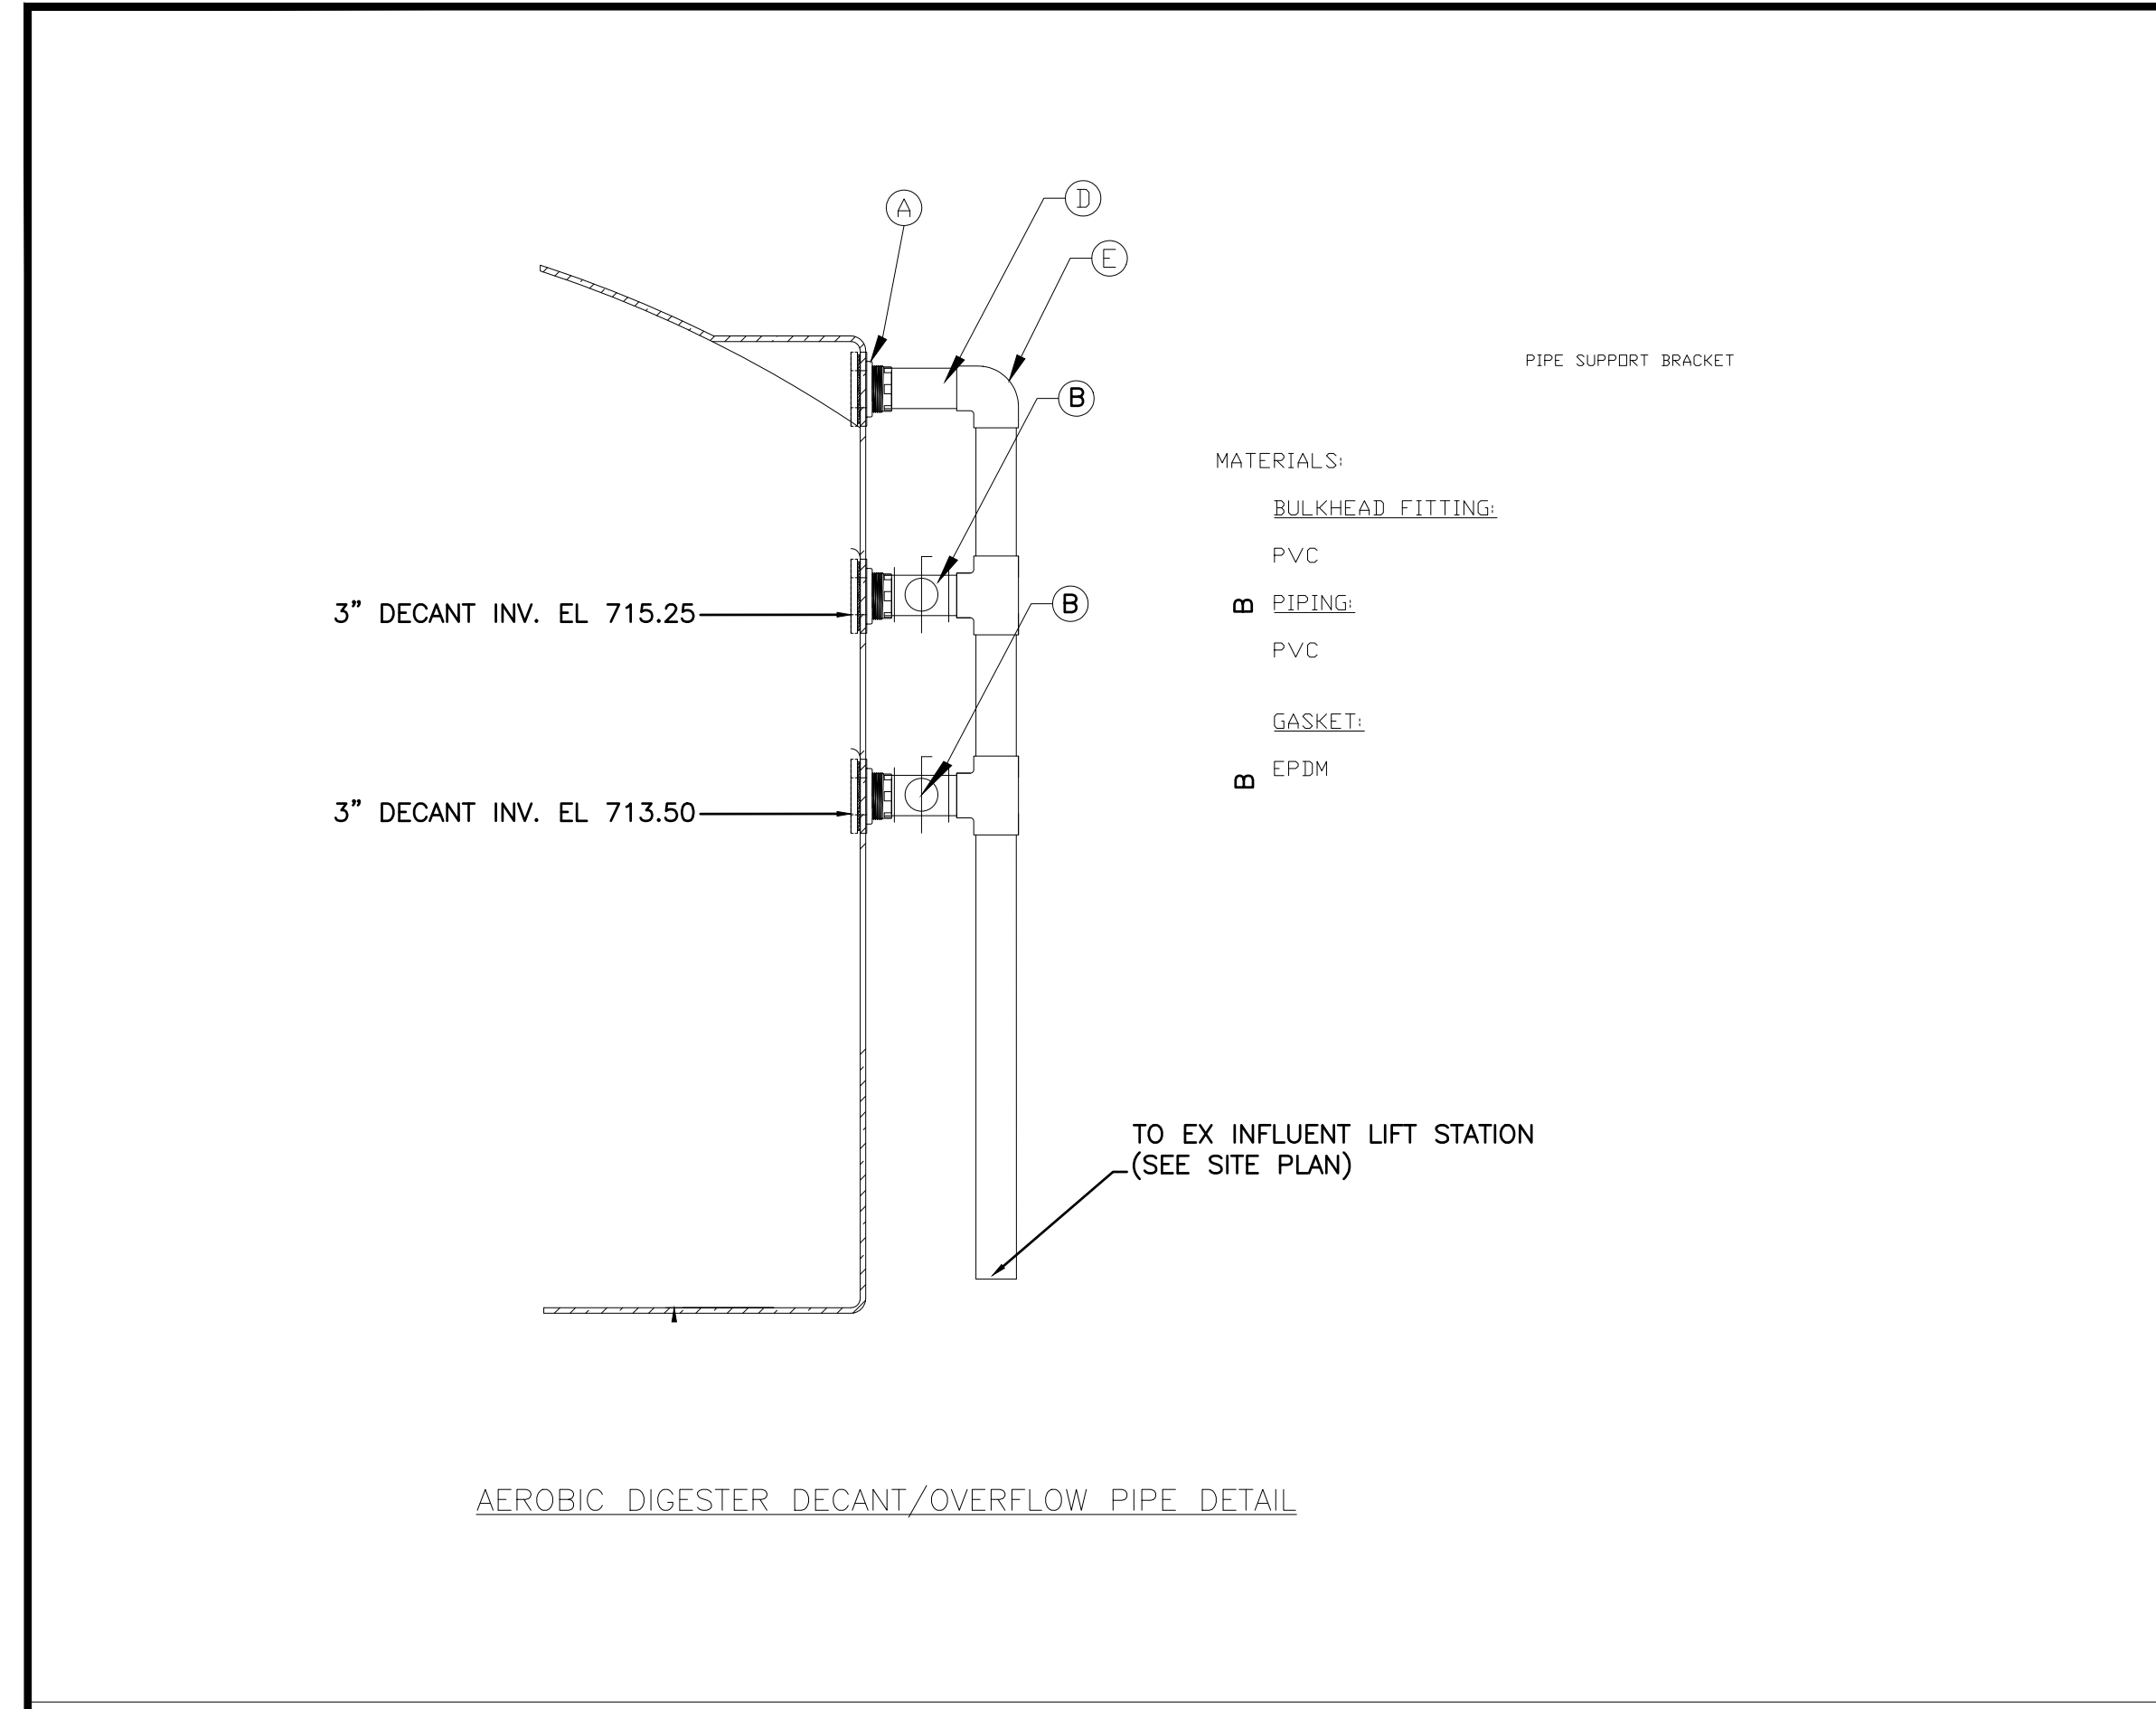 A
D
E
B
PIPE SUPPORT BRACKET
MATERIALS:
BULKHEAD FITTING:
PVC
B
PIPING:
PVC
GASKET:
B
EPDM
3" DECANT INV. EL 715.25
B
3" DECANT INV. EL 713.50
TO EX INFLUENT LIFT STATION
(SEE SITE PLAN)
AEROBIC DIGESTER DECANT/OVERFLOW PIPE DETAIL